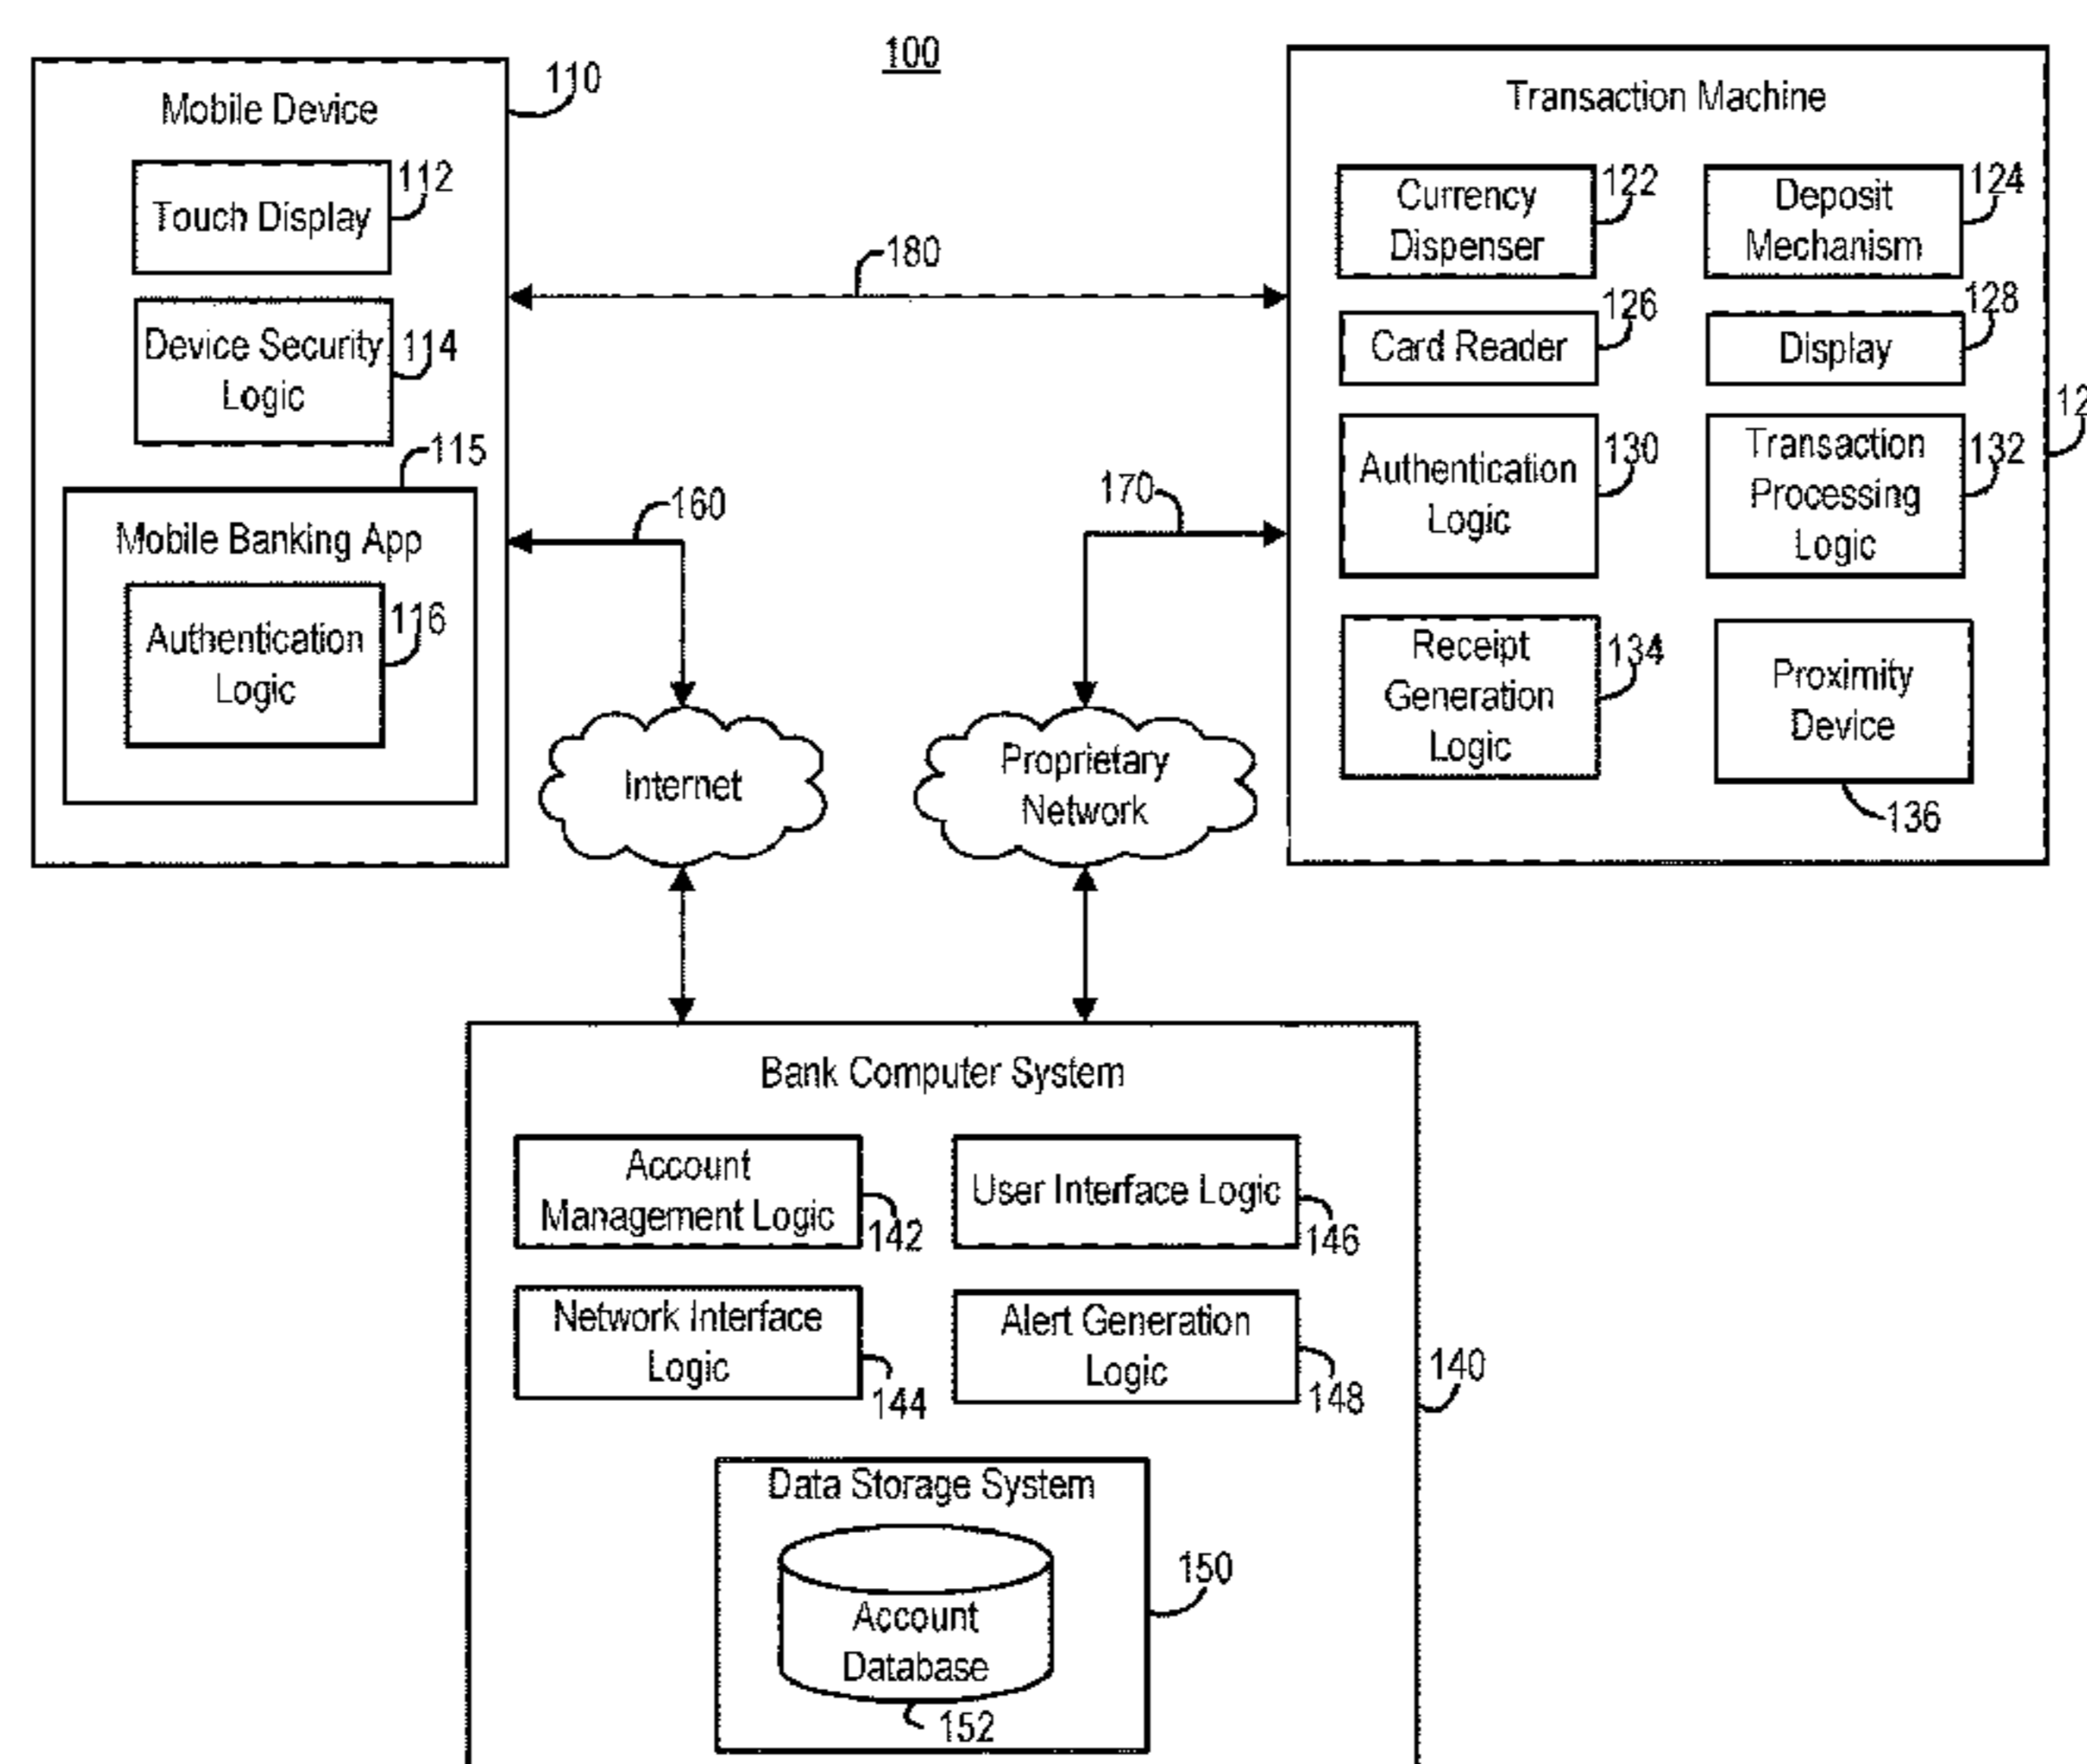 100
Mobile Device
110
Touch Display
112
Device Security
Logic
114
115
Mobile Banking App
Authentication
Logic
116
180
160
170
Internet
Proprietary
Network
Transaction Machine
Currency
Dispenser
122
Deposit
Mechanism
124
Card Reader
126
Display
128
Authentication
Logic
130
Transaction
Processing
Logic
132
Receipt
Generation
Logic
134
Proximity
Device
136
12
Bank Computer System
Account
Management Logic
142
User Interface Logic
146
Network Interface
Logic
144
Alert Generation
Logic
148
140
Data Storage System
150
Account
Database
152